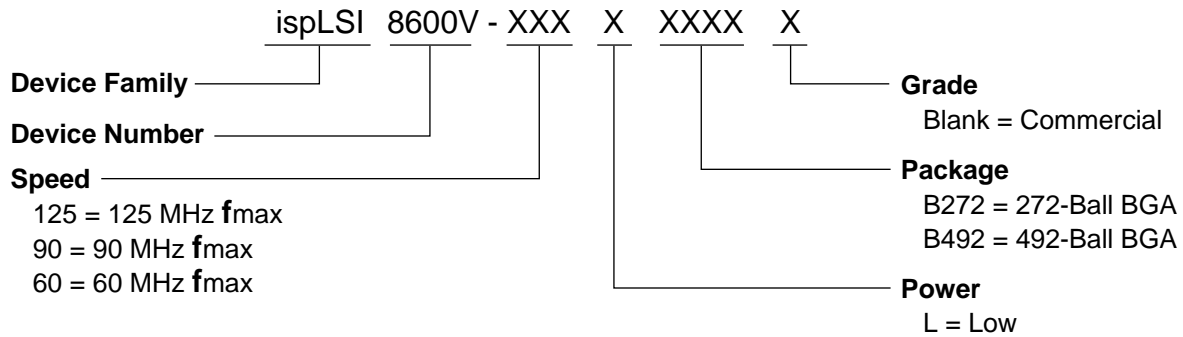 ispLSI 8600V - XXX X XXXX X
Device Family
Device Number
Speed
125 = 125 MHz fmax
90 = 90 MHz fmax
60 = 60 MHz fmax
Grade
Blank = Commercial
Package
B272 = 272-Ball BGA
B492 = 492-Ball BGA
Power
L = Low